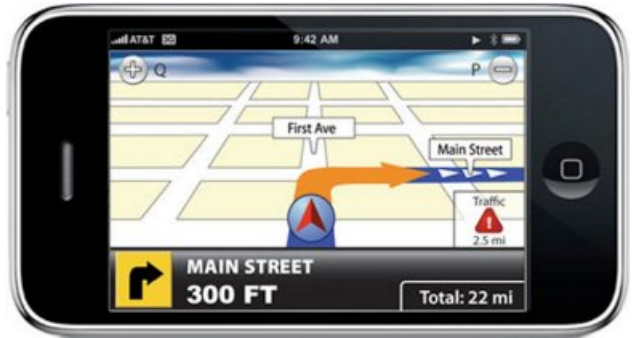 AT&T 3G 9:42 AM
Q P
First Ave
Main Street
Traffic
!
2.5 mi
MAIN STREET
300 FT
Total: 22 mi